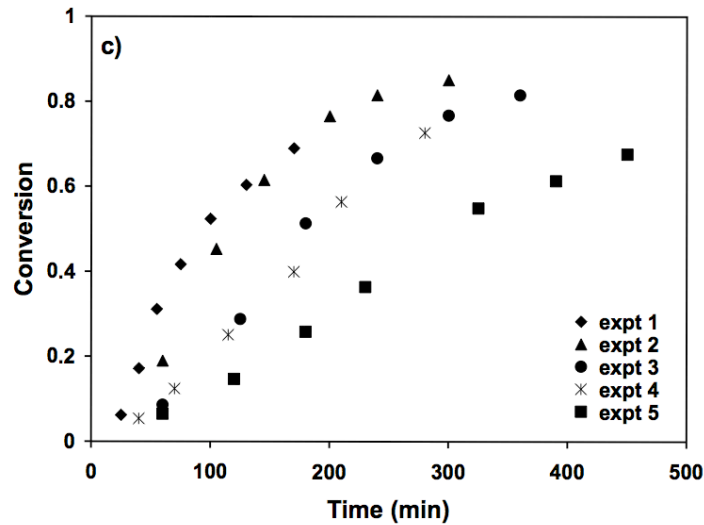 c)
1
0.8
0.6
0.4
0.2
0
Conversion
expt 1
expt 2
expt 3
expt 4
expt 5
0 100 200 300 400 500
Time (min)